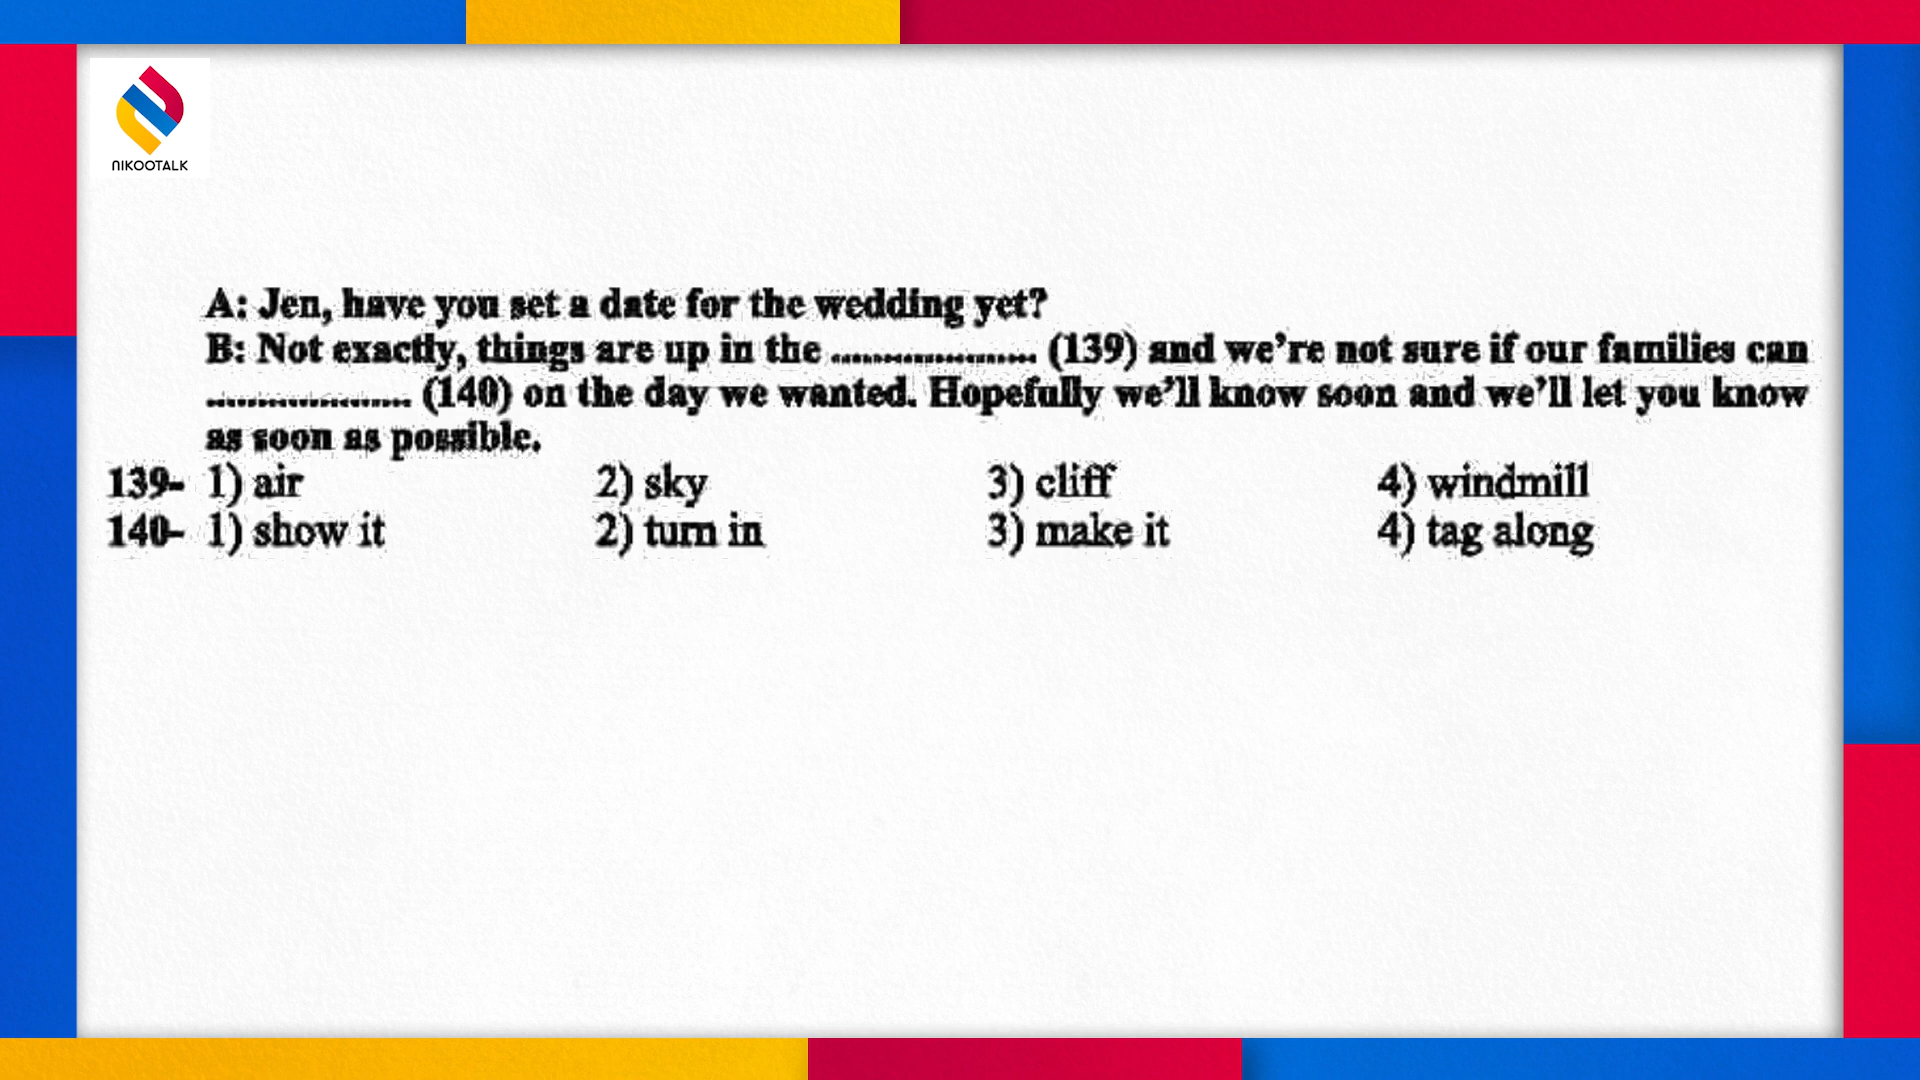 NIKOOTALK
A: Jen, have you set a date for the wedding yet?
B: Not exactly, things are up in the .................... (139) and we're not sure if our families can
.................... (140) on the day we wanted. Hopefully we'll know soon and we'll let you know
as soon as possible.
139- 1) air 2) sky 3) cliff 4) windmill
140- 1) show it 2) turn in 3) make it 4) tag along